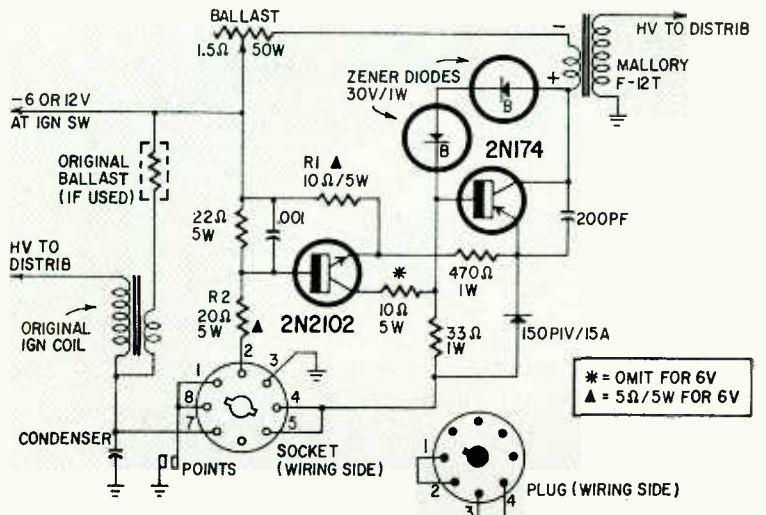 BALLAST
1.5Ω 50W
HV TO DISTRIB
MALLORY
F-12T
ZENER DIODES
30V/1W
− +
B
B
−6 OR 12V
AT IGN SW
ORIGINAL
BALLAST
(IF USED)
R1 ▲
10Ω/5W
2N174
200PF
22Ω
5W
.001
HV TO
DISTRIB
470Ω
1W
*
10Ω
5W
2N2102
R2
20Ω
5W ▲
33Ω
1W
150PIV/15A
ORIGINAL
IGN COIL
1 2 3
8 4
7 5
* = OMIT FOR 6V
▲ = 5Ω/5W FOR 6V
CONDENSER
POINTS
SOCKET
(WIRING SIDE)
1
2
3 4
PLUG (WIRING SIDE)